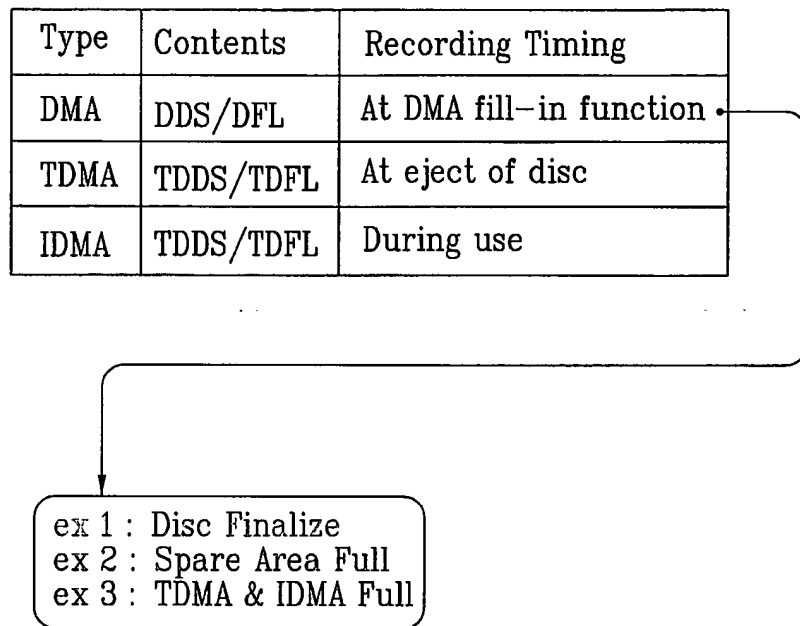 Type Contents Recording Timing
DMA DDS/DFL At DMA fill-in function
TDMA TDDS/TDFL At eject of disc
IDMA TDDS/TDFL During use
ex 1 : Disc Finalize
ex 2 : Spare Area Full
ex 3 : TDMA & IDMA Full